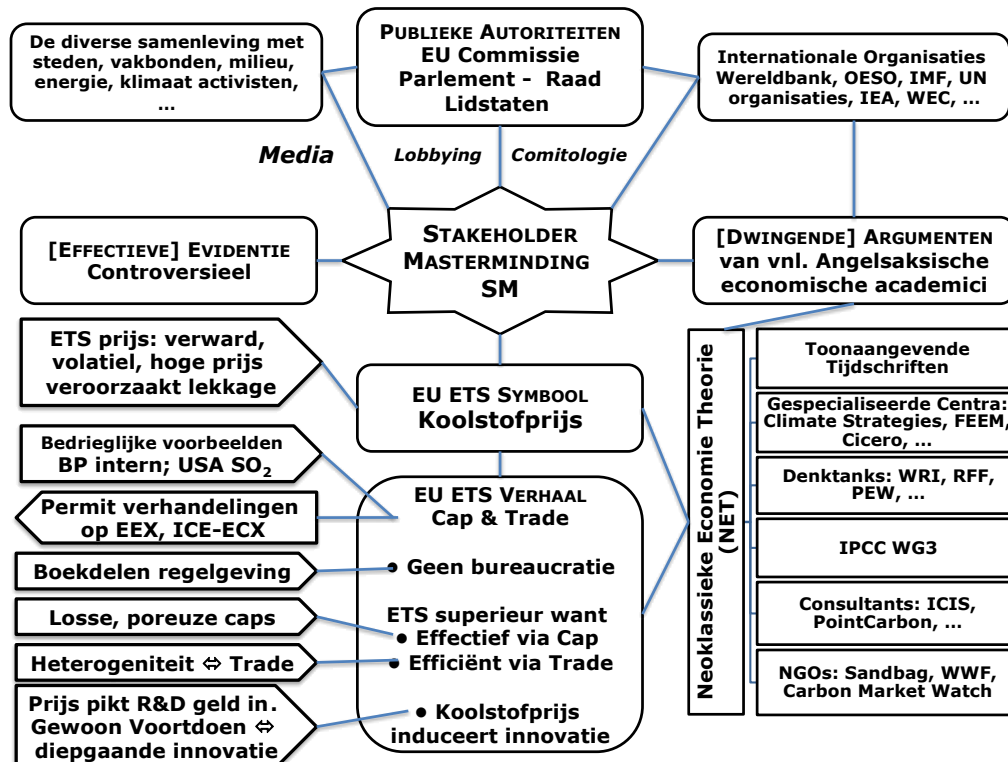 De diverse samenleving met
steden, vakbonden, milieu,
energie, klimaat activisten,
...
PUBLIEKE AUTORITEITEN
EU Commissie
Parlement - Raad
Lidstaten
Internationale Organisaties
Wereldbank, OESO, IMF, UN
organisaties, IEA, WEC, ...
Media
Lobbying
Comitologie
[EFFECTIEVE] EVIDENTIE
Controversieel
STAKEHOLDER
MASTERMINDING
SM
[DWINGENDE] ARGUMENTEN
van vnl. Angelsaksische
economische academici
ETS prijs: verward,
volatiel, hoge prijs
veroorzaakt lekkage
EU ETS SYMBOOL
Koolstofprijs
Bedrieglijke voorbeelden
BP intern; USA SO₂
Permit verhandelingen
op EEX, ICE-ECX
Boekdelen regelgeving
Losse, poreuze caps
Heterogeniteit ⇔ Trade
Prijs pikt R&D geld in.
Gewoon Voortdoen ⇔
diepgaande innovatie
EU ETS VERHAAL
Cap & Trade
• Geen bureaucratie
ETS superieur want
• Effectief via Cap
• Efficiënt via Trade
• Koolstofprijs
induceert innovatie
Neoklassieke Economie Theorie
(NET)
Toonaangevende
Tijdschriften
Gespecialiseerde Centra:
Climate Strategies, FEEM,
Cicero, ...
Denktanks: WRI, RFF,
PEW, ...
IPCC WG3
Consultants: ICIS,
PointCarbon, ...
NGOs: Sandbag, WWF,
Carbon Market Watch